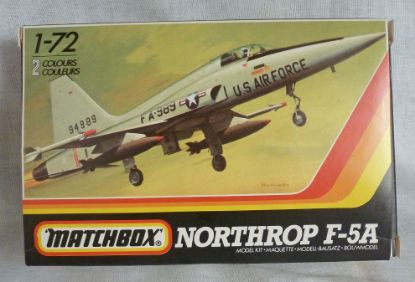 1-72
2 COLOURS
COULEURS
U.S. AIR FORCE
FA-989
94989
MATCHBOX
NORTHROP F-5A
MODEL KIT • MAQUETTE • MODELL-BAUSATZ • BOUWMODEL